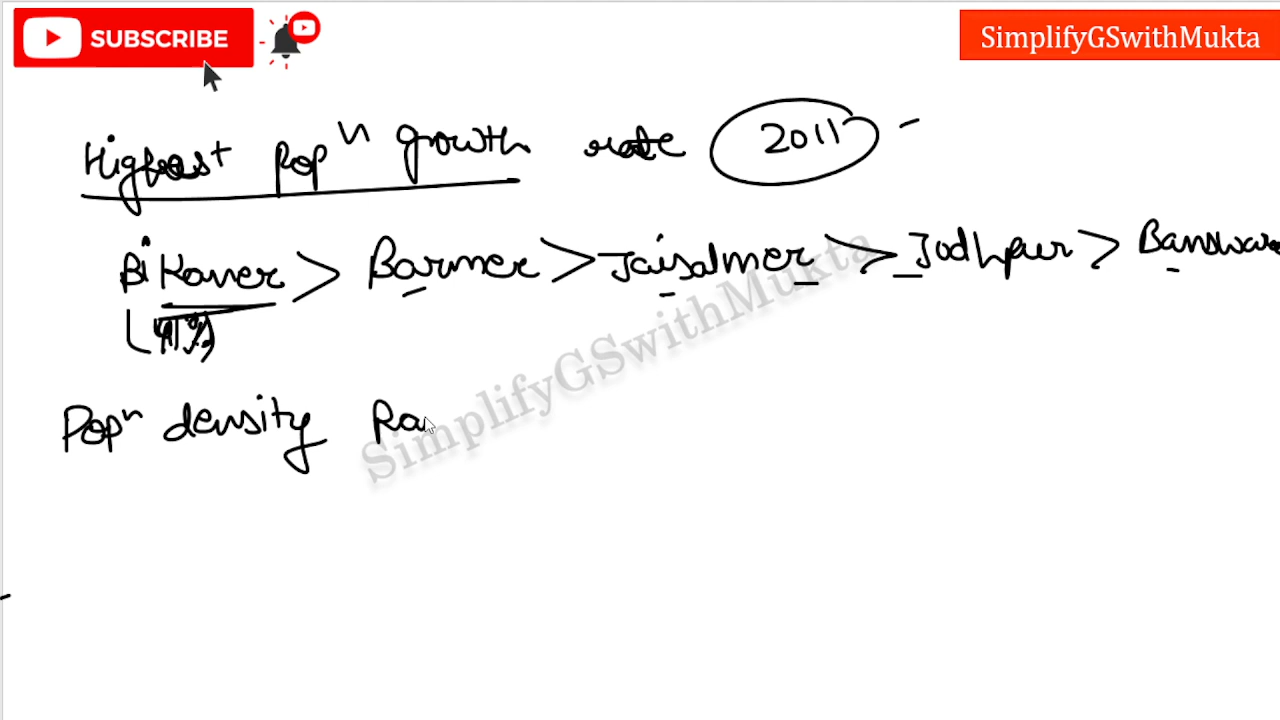 SUBSCRIBE
SimplifyGSwithMukta
Highest Popⁿ growth rate 2011 -
Bikaner > Barmer > Jaisalmer > Jodhpur > Banswara
(41%)
Popⁿ density Ra
SimplifyGSwithMukta